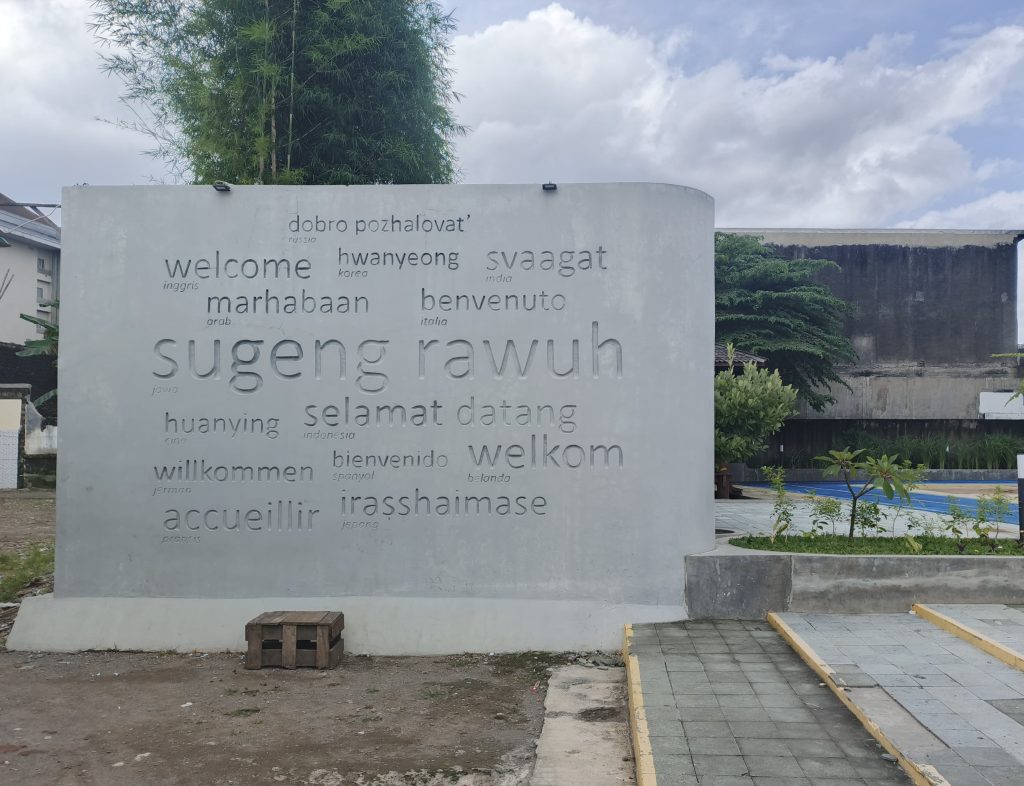 dobro pozhalovat'
russia
welcome hwanyeong svaagat
inggris korea india
marhabaan benvenuto
arab italia
sugeng rawuh
jawa
huanying selamat datang
cina indonesia
willkommen bienvenido welkom
jerman spanyol belanda
accueillir irasshaimase
prancis jepang